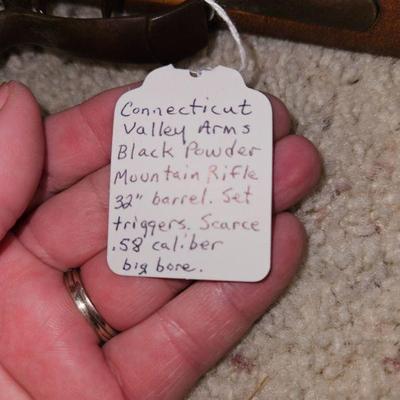 Connecticut
Valley Arms
Black Powder
Mountain Rifle
32" barrel. Set
triggers. Scarce
.58 caliber
big bore.